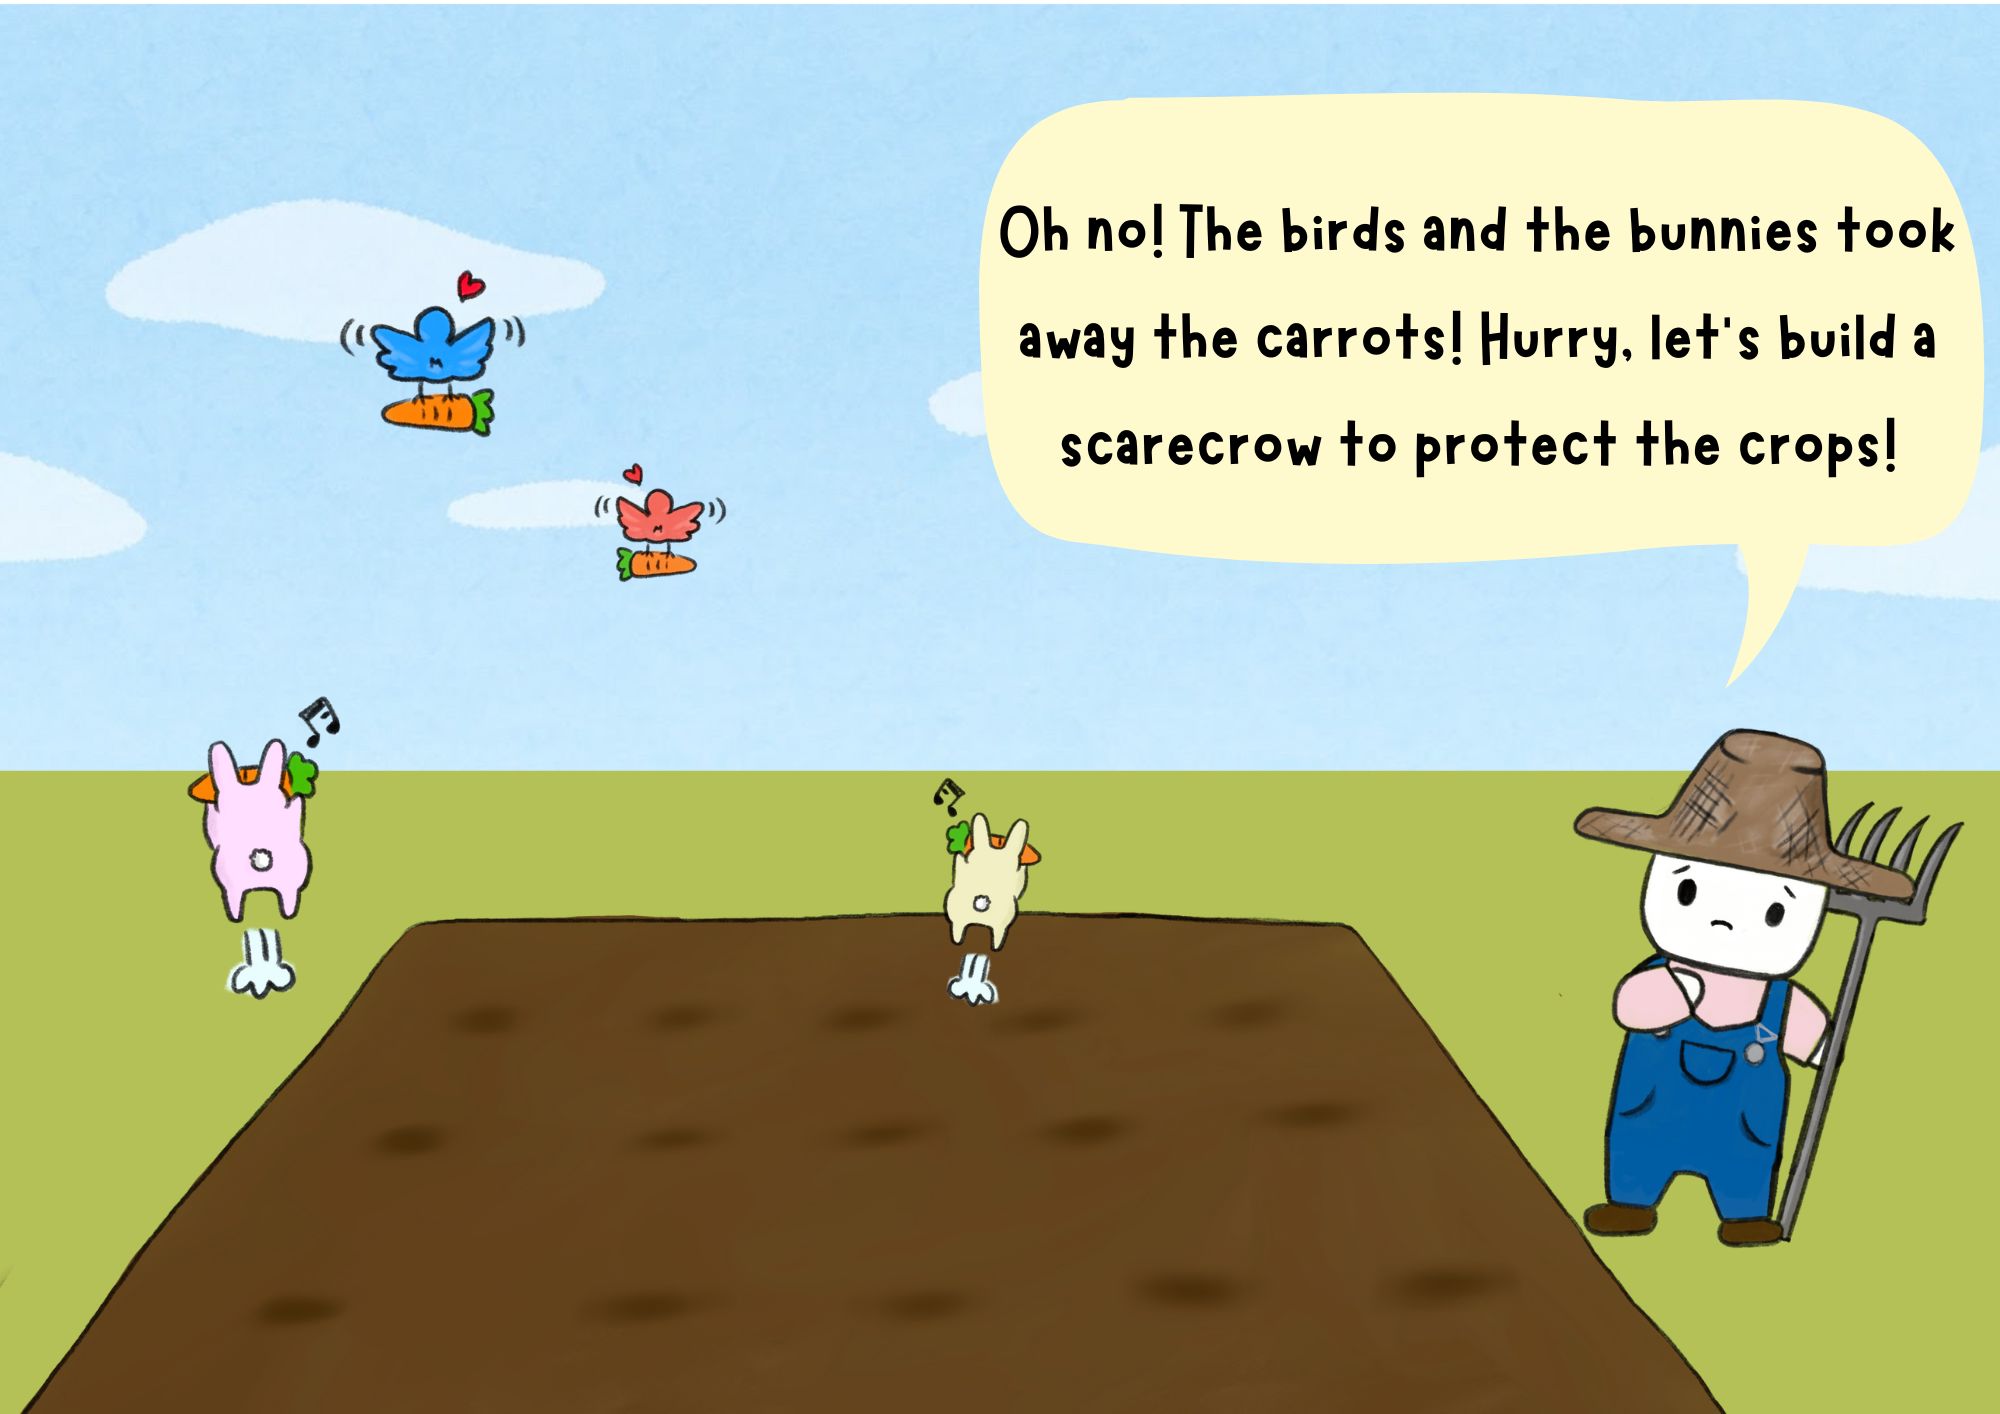 Oh no! The birds and the bunnies took
away the carrots! Hurry, let's build a
scarecrow to protect the crops!